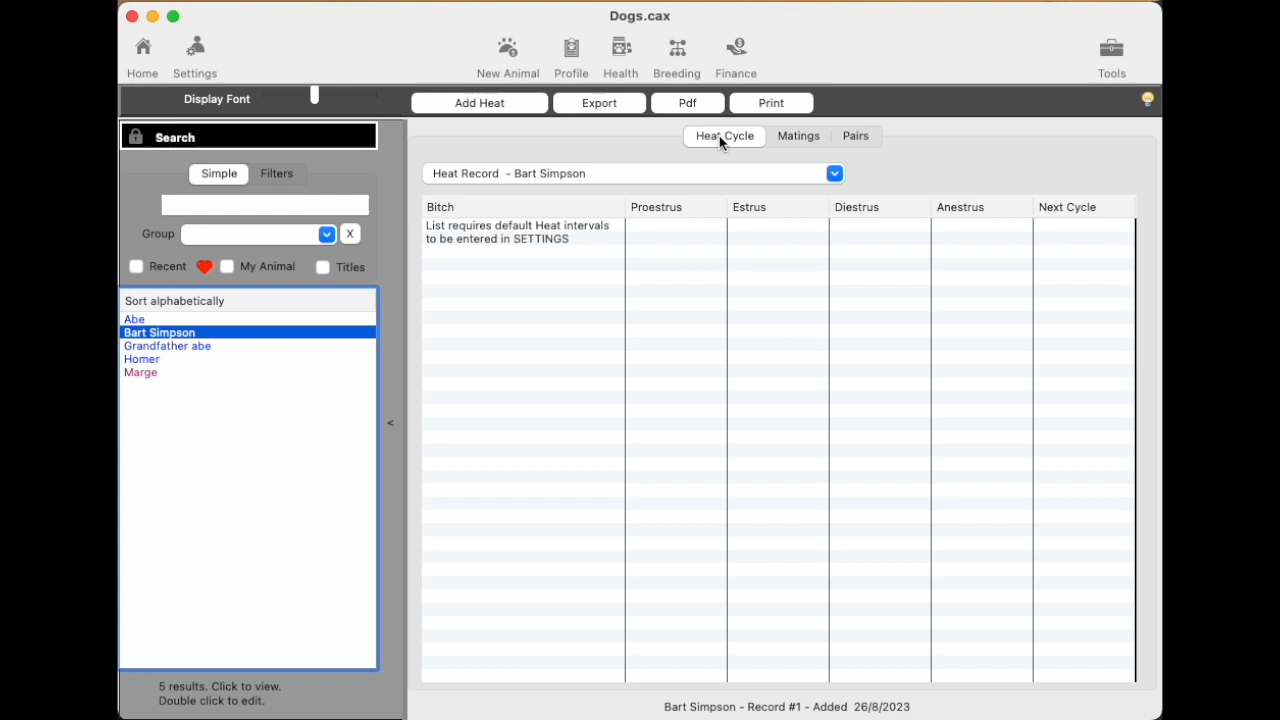 Dogs.cax
Home
Settings
New Animal
Profile
Health
Breeding
Finance
Tools
Display Font
Add Heat
Export
Pdf
Print
Search
Simple
Filters
Group
X
Recent
My Animal
Titles
Sort alphabetically
Abe
Bart Simpson
Grandfather abe
Homer
Marge
5 results. Click to view.
Double click to edit.
<
Heat Cycle
Matings
Pairs
Heat Record - Bart Simpson
Bitch
Proestrus
Estrus
Diestrus
Anestrus
Next Cycle
List requires default Heat intervals
to be entered in SETTINGS
Bart Simpson - Record #1 - Added 26/8/2023